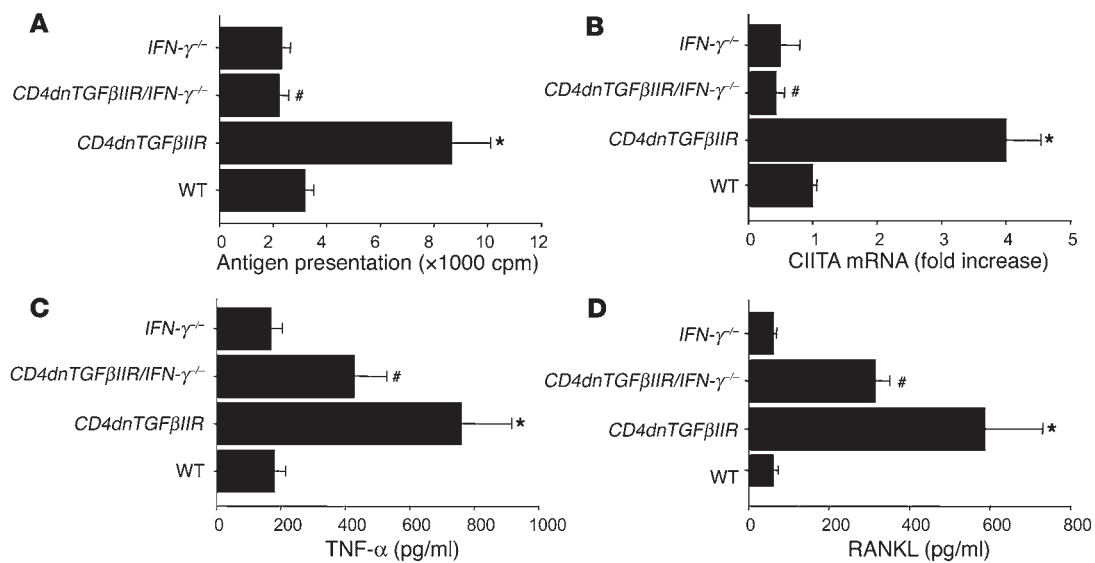 A
IFN-γ⁻/⁻
CD4dnTGFβIIR/IFN-γ⁻/⁻ #
CD4dnTGFβIIR *
WT
0 2 4 6 8 10 12
Antigen presentation (×1000 cpm)
B
IFN-γ⁻/⁻
CD4dnTGFβIIR/IFN-γ⁻/⁻ #
CD4dnTGFβIIR *
WT
0 1 2 3 4 5
CIITA mRNA (fold increase)
C
IFN-γ⁻/⁻
CD4dnTGFβIIR/IFN-γ⁻/⁻ #
CD4dnTGFβIIR *
WT
0 200 400 600 800 1000
TNF-α (pg/ml)
D
IFN-γ⁻/⁻
CD4dnTGFβIIR/IFN-γ⁻/⁻ #
CD4dnTGFβIIR *
WT
0 200 400 600 800
RANKL (pg/ml)